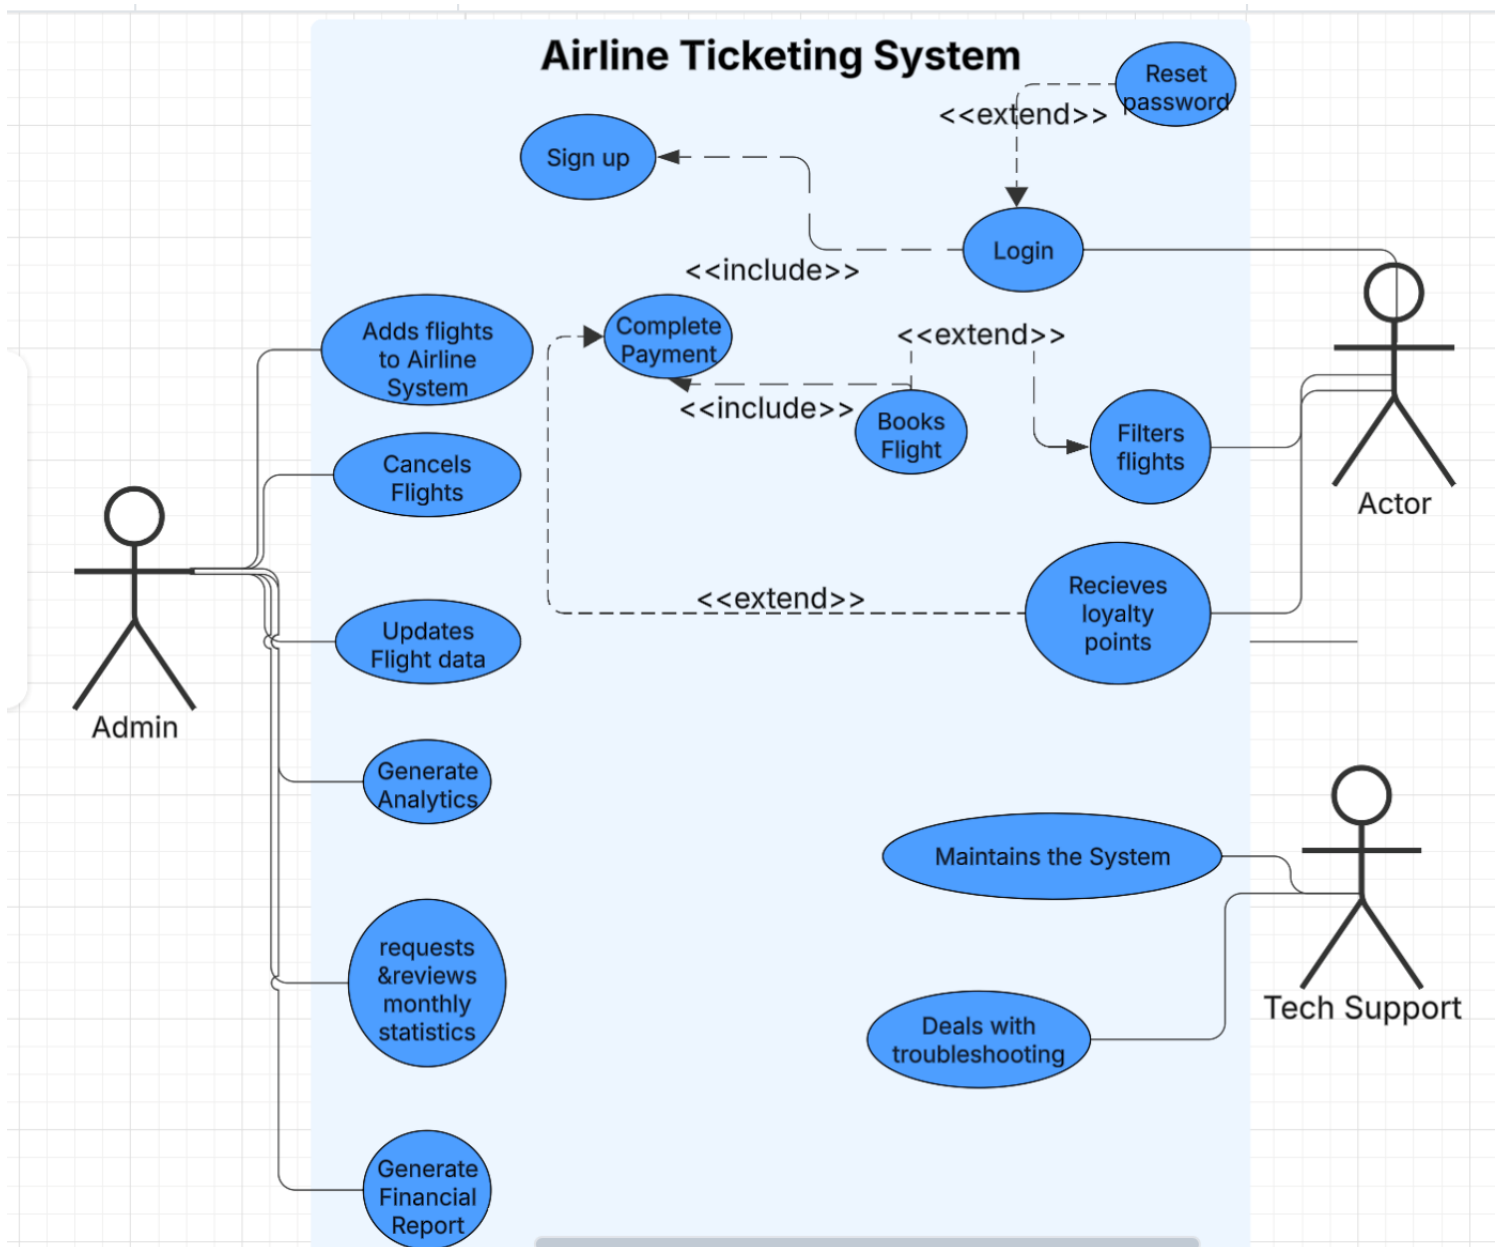 Airline Ticketing System
Reset
password
<<extend>>
Sign up
Login
<<include>>
Adds flights
to Airline
System
Complete
Payment
<<extend>>
<<include>>
Books
Flight
Filters
flights
Cancels
Flights
Actor
Recieves
loyalty
points
<<extend>>
Updates
Flight data
Admin
Generate
Analytics
Maintains the System
requests
&reviews
monthly
statistics
Tech Support
Deals with
troubleshooting
Generate
Financial
Report